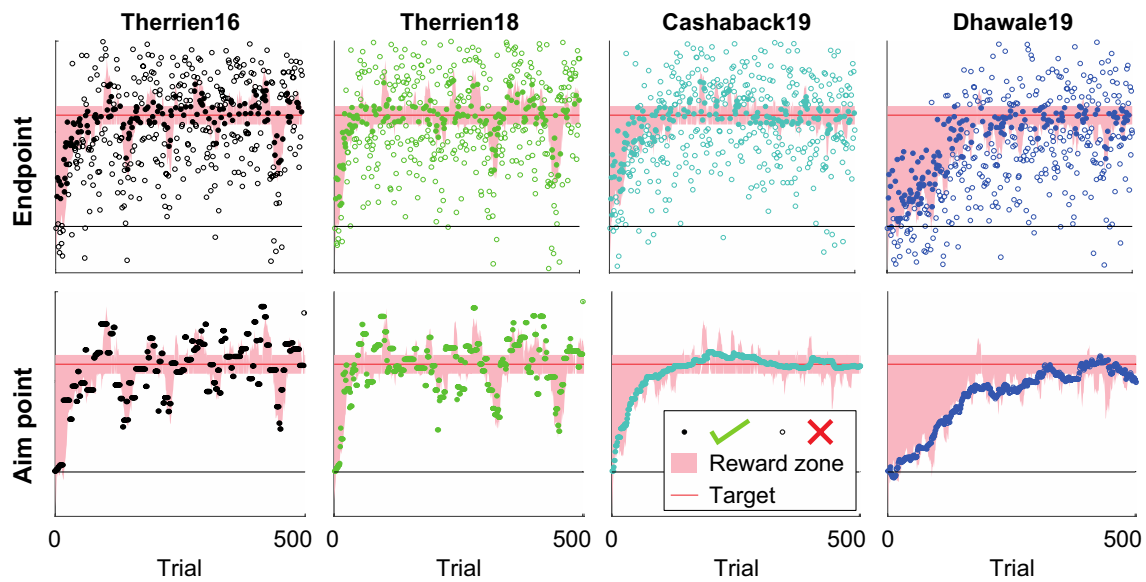 Therrien16 Therrien18 Cashaback19 Dhawale19
Endpoint
Aim point
Reward zone
Target
0 500 0 500 0 500 0 500
Trial Trial Trial Trial